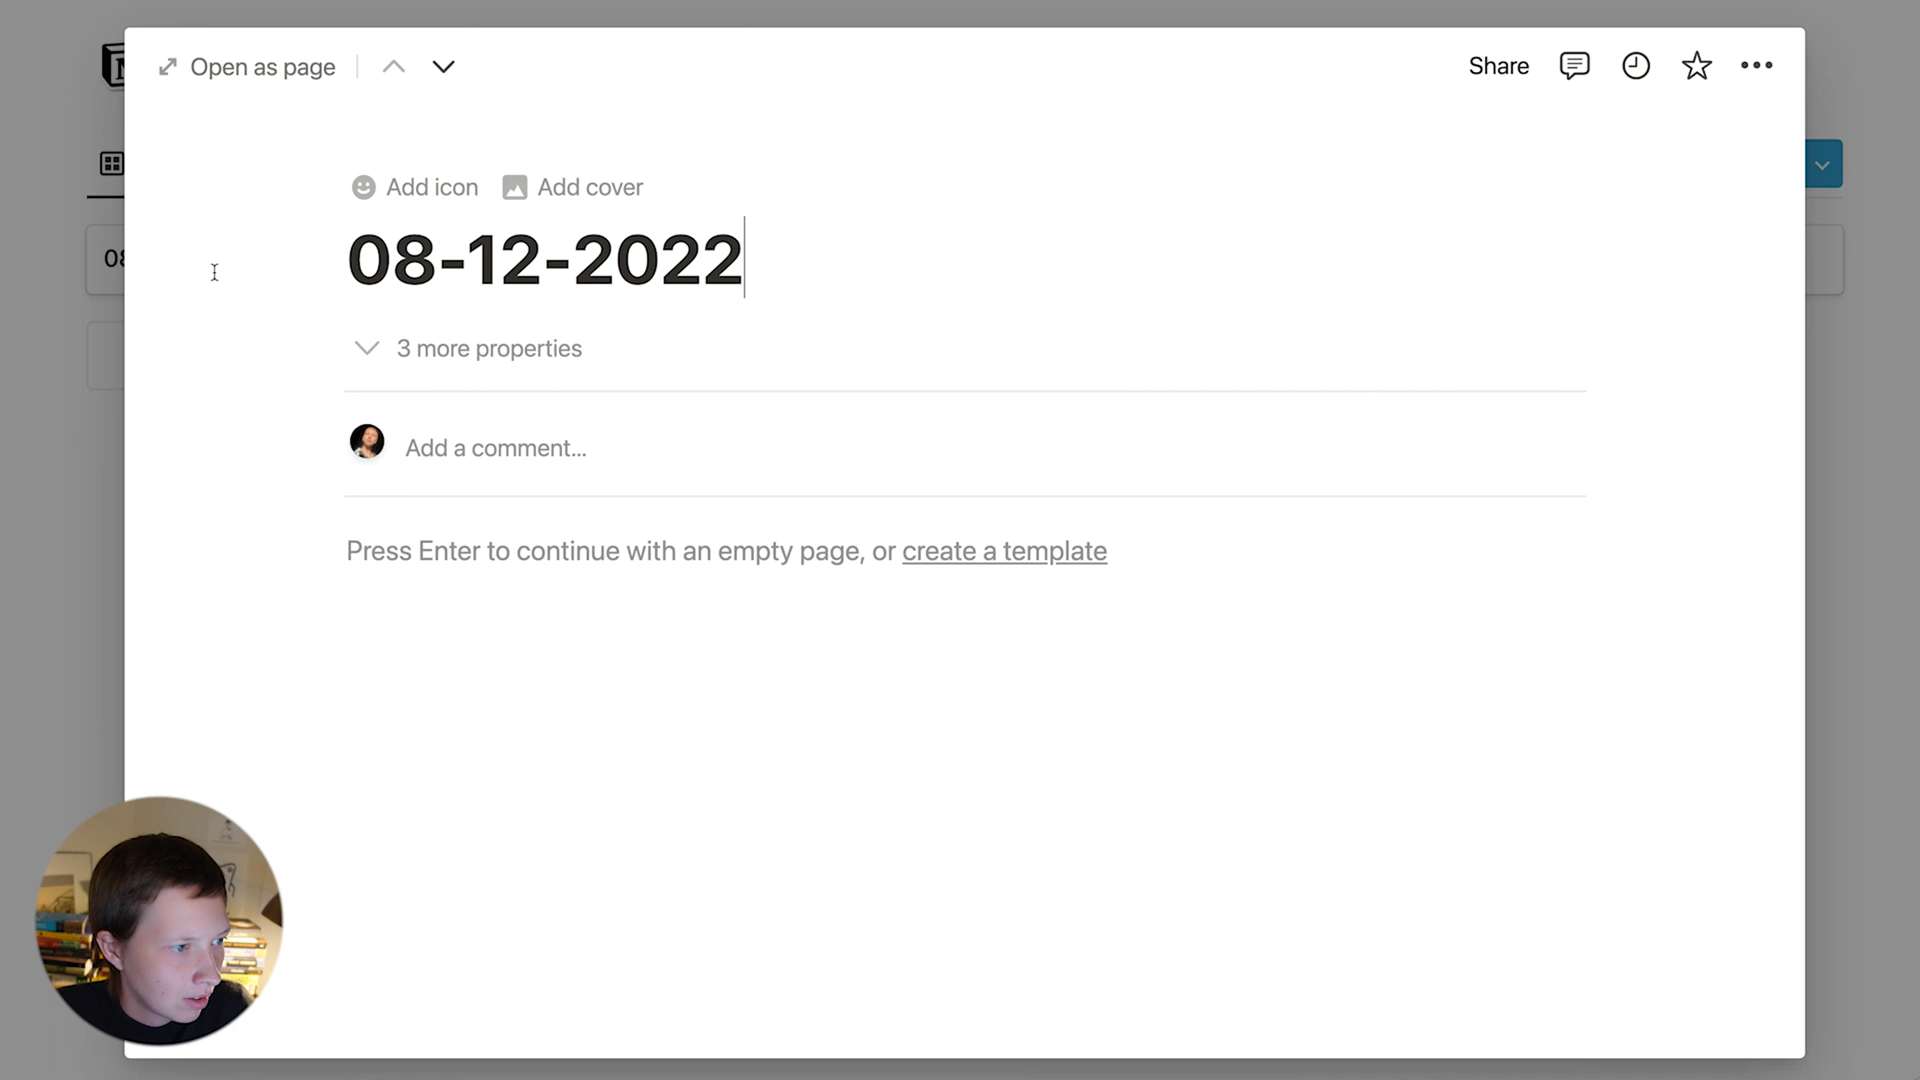 Open as page
Share
Add icon Add cover
08-12-2022
08
3 more properties
Add a comment...
Press Enter to continue with an empty page, or create a template